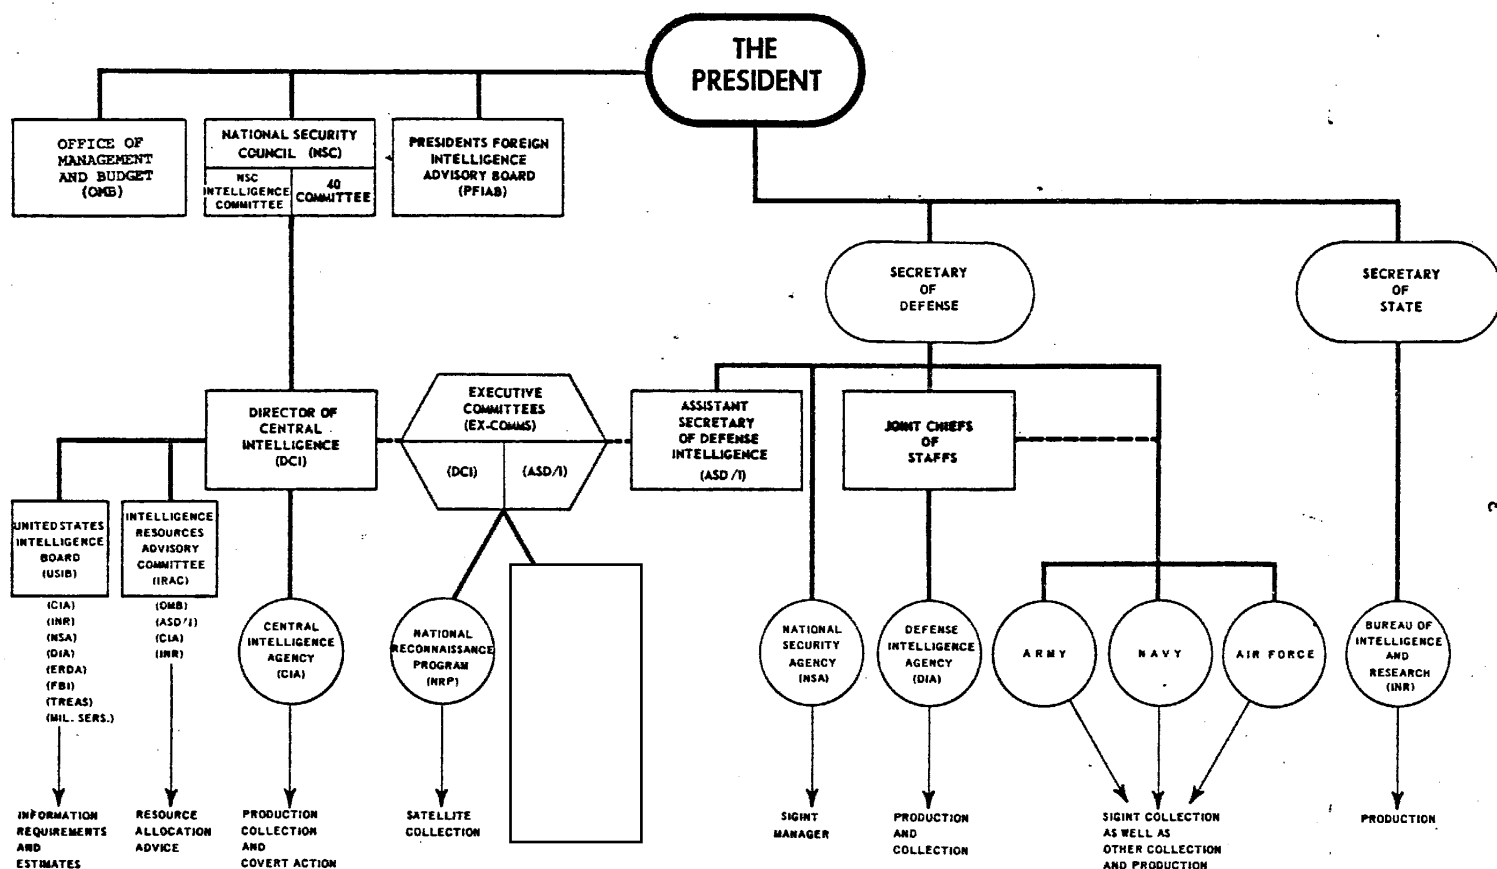 THE
PRESIDENT
OFFICE OF
MANAGEMENT
AND BUDGET
(OMB)
NATIONAL SECURITY
COUNCIL (NSC)
NSC
INTELLIGENCE
COMMITTEE
40
COMMITTEE
PRESIDENTS FOREIGN
INTELLIGENCE
ADVISORY BOARD
(PFIAB)
SECRETARY
OF
DEFENSE
SECRETARY
OF
STATE
DIRECTOR OF
CENTRAL
INTELLIGENCE
(DCI)
EXECUTIVE
COMMITTEES
(EX-COMMS)
(DCI)
(ASD/I)
ASSISTANT
SECRETARY
OF DEFENSE
INTELLIGENCE
(ASD/I)
JOINT CHIEFS
OF
STAFFS
UNITED STATES
INTELLIGENCE
BOARD
(USIB)
(CIA)
(INR)
(NSA)
(DIA)
(ERDA)
(FBI)
(TREAS)
(MIL. SERS.)
INTELLIGENCE
RESOURCES
ADVISORY
COMMITTEE
(IRAC)
(OMB)
(ASD/I)
(CIA)
(INR)
CENTRAL
INTELLIGENCE
AGENCY
(CIA)
NATIONAL
RECONNAISSANCE
PROGRAM
(NRP)
NATIONAL
SECURITY
AGENCY
(NSA)
DEFENSE
INTELLIGENCE
AGENCY
(DIA)
ARMY
NAVY
AIR FORCE
BUREAU OF
INTELLIGENCE
AND
RESEARCH
(INR)
INFORMATION
REQUIREMENTS
AND
ESTIMATES
RESOURCE
ALLOCATION
ADVICE
PRODUCTION
COLLECTION
AND
COVERT ACTION
SATELLITE
COLLECTION
SIGINT
MANAGER
PRODUCTION
AND
COLLECTION
SIGINT COLLECTION
AS WELL AS
OTHER COLLECTION
AND PRODUCTION
PRODUCTION